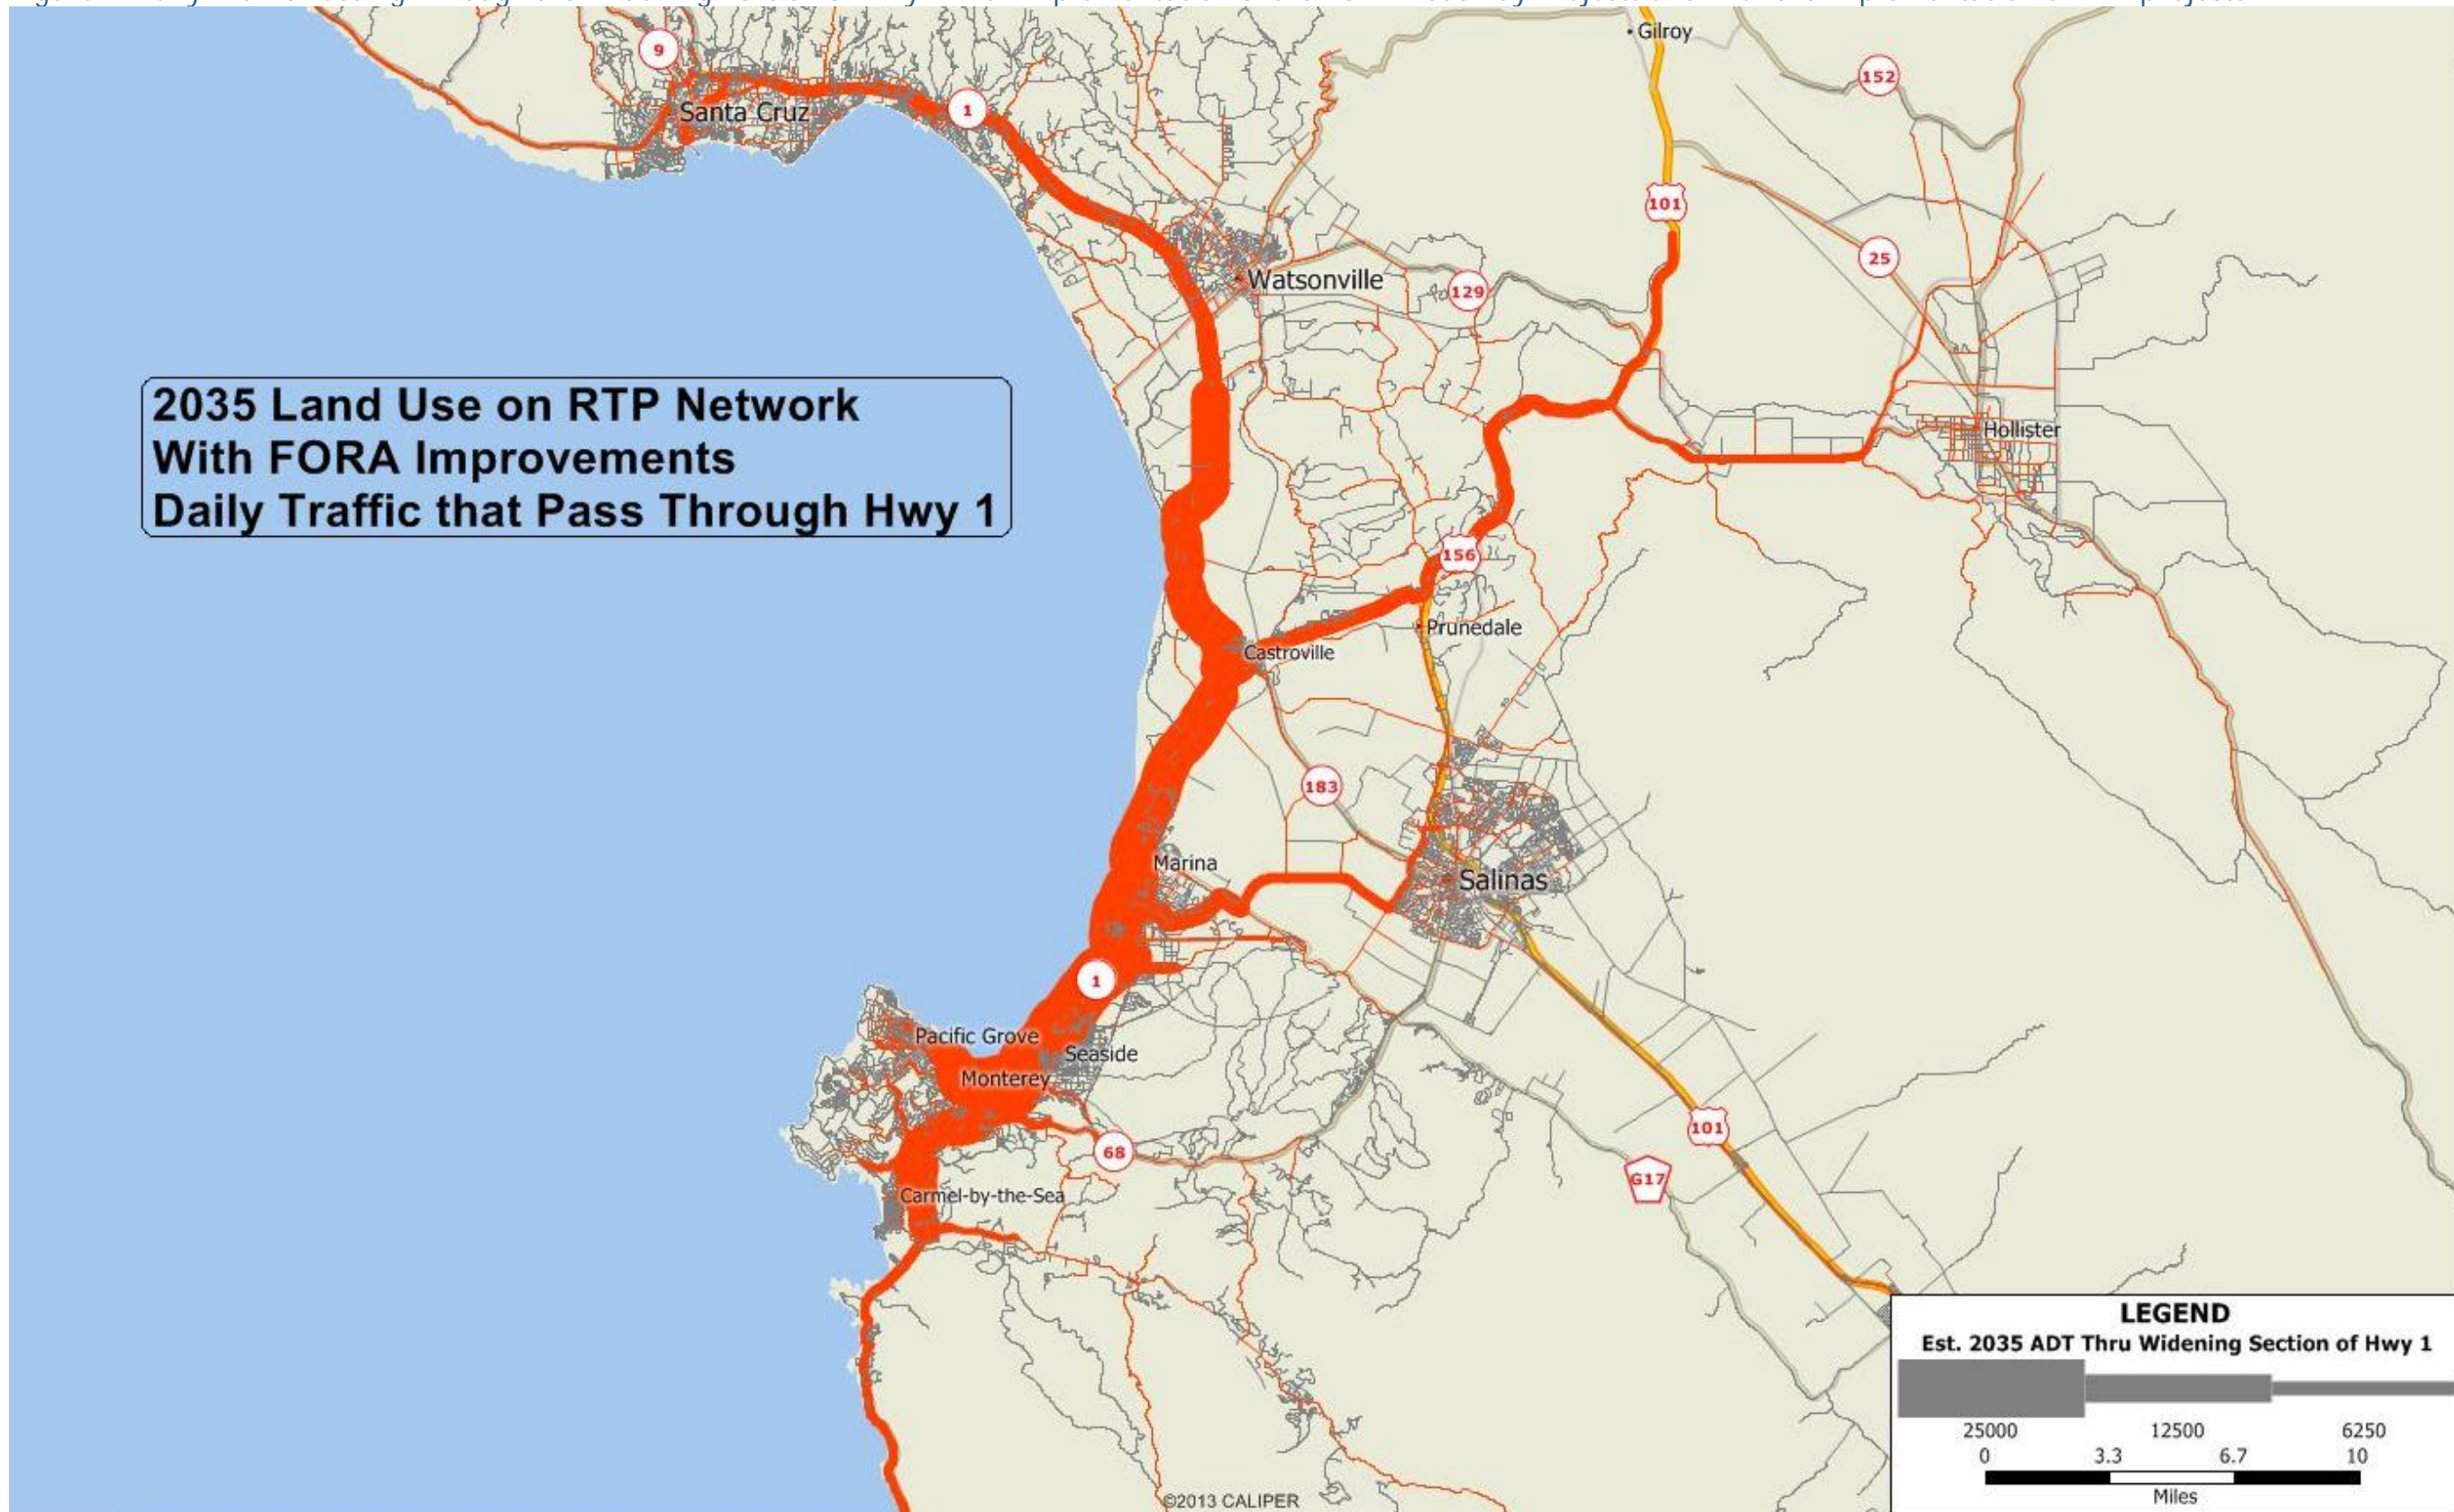 Gilroy
9
152
Santa Cruz
1
101
25
Watsonville
129
2035 Land Use on RTP Network
With FORA Improvements
Daily Traffic that Pass Through Hwy 1
Hollister
156
Prunedale
Castroville
183
Marina
Salinas
1
Pacific Grove
Seaside
Monterey
101
68
G17
Carmel-by-the-Sea
LEGEND
Est. 2035 ADT Thru Widening Section of Hwy 1
25000 12500 6250
0 3.3 6.7 10
Miles
©2013 CALIPER